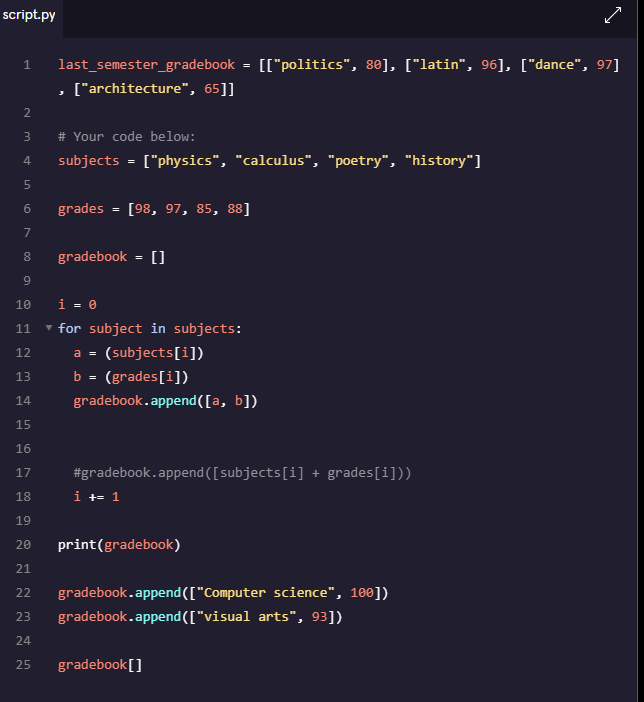 script.py
1 last_semester_gradebook = [["politics", 80], ["latin", 96], ["dance", 97]
, ["architecture", 65]]
2
3 # Your code below:
4 subjects = ["physics", "calculus", "poetry", "history"]
5
6 grades = [98, 97, 85, 88]
7
8 gradebook = []
9
10 i = 0
11 for subject in subjects:
12 a = (subjects[i])
13 b = (grades[i])
14 gradebook.append([a, b])
15
16
17 #gradebook.append([subjects[i] + grades[i]))
18 i += 1
19
20 print(gradebook)
21
22 gradebook.append(["Computer science", 100])
23 gradebook.append(["visual arts", 93])
24
25 gradebook[]